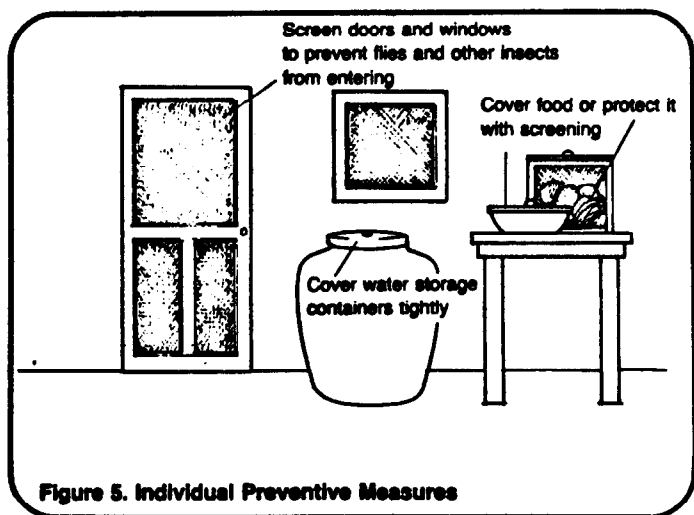 Screen doors and windows
to prevent flies and other insects
from entering
Cover food or protect it
with screening
Cover water storage
containers tightly
Figure 5. Individual Preventive Measures